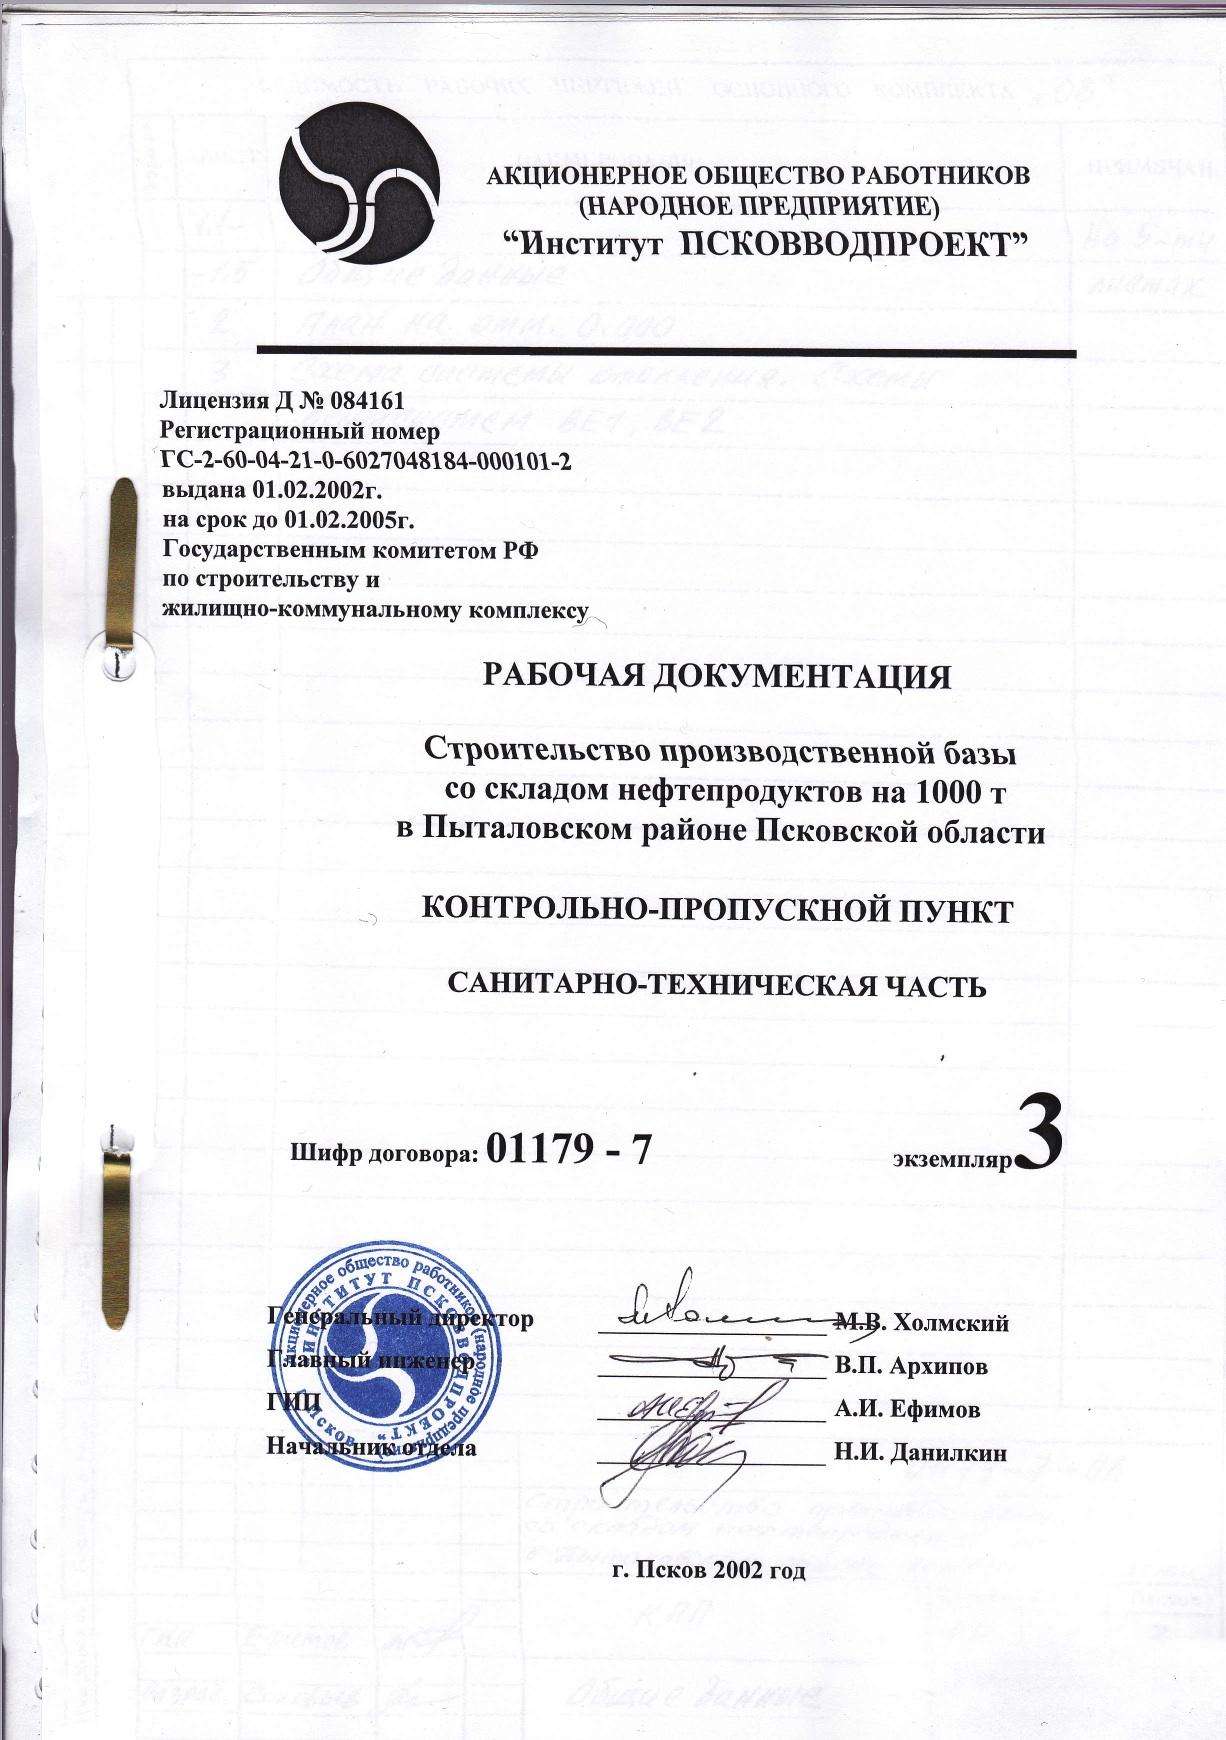 АКЦИОНЕРНОЕ ОБЩЕСТВО РАБОТНИКОВ
(НАРОДНОЕ ПРЕДПРИЯТИЕ)
“Институт ПСКОВВОДПРОЕКТ”
Лицензия Д № 084161
Регистрационный номер
ГС-2-60-04-21-0-6027048184-000101-2
выдана 01.02.2002г.
на срок до 01.02.2005г.
Государственным комитетом РФ
по строительству и
жилищно-коммунальному комплексу
РАБОЧАЯ ДОКУМЕНТАЦИЯ
Строительство производственной базы
со складом нефтепродуктов на 1000 т
в Пыталовском районе Псковской области
КОНТРОЛЬНО-ПРОПУСКНОЙ ПУНКТ
САНИТАРНО-ТЕХНИЧЕСКАЯ ЧАСТЬ
Шифр договора: 01179 - 7 экземпляр 3
Генеральный директор М.В. Холмский
Главный инженер В.П. Архипов
ГИП А.И. Ефимов
Начальник отдела Н.И. Данилкин
акционерное общество работников (народное предприятие)
"ИНСТИТУТ ПСКОВВОДПРОЕКТ"
г. Псков
г. Псков 2002 год